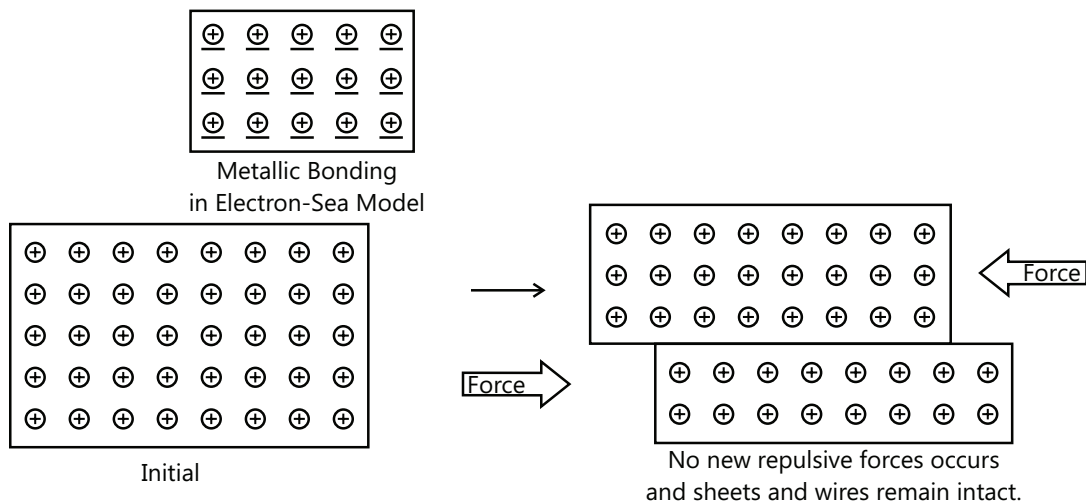 Metallic Bonding
in Electron-Sea Model
Force
Force
Initial
No new repulsive forces occurs
and sheets and wires remain intact.